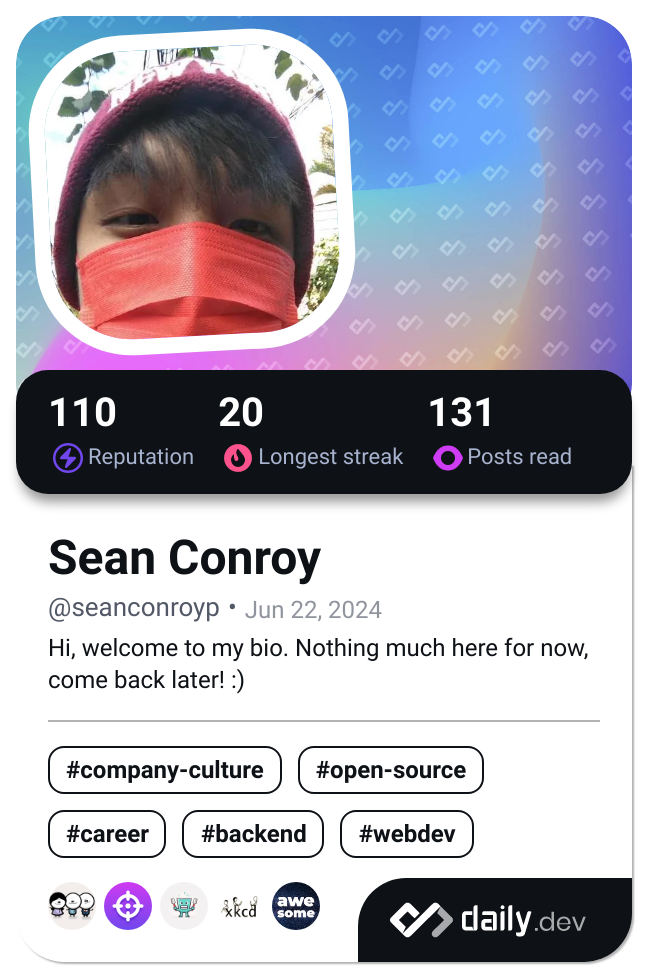 110
20
131
Reputation
Longest streak
Posts read
Sean Conroy
@seanconroyp • Jun 22, 2024
Hi, welcome to my bio. Nothing much here for now,
come back later! :)
#company-culture
#open-source
#career
#backend
#webdev
xkcd
awe
some
daily.dev